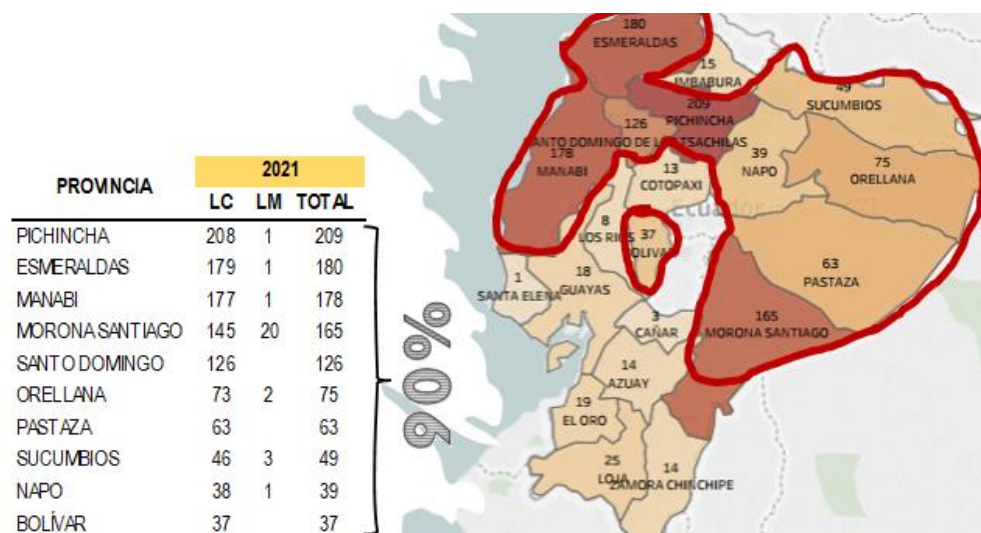 PROVINCIA
2021
LC LM TOTAL
PICHINCHA 208 1 209
ESMERALDAS 179 1 180
MANABI 177 1 178
MORONA SANTIAGO 145 20 165
SANTO DOMINGO 126 126
ORELLANA 73 2 75
PASTAZA 63 63
SUCUMBIOS 46 3 49
NAPO 38 1 39
BOLÍVAR 37 37
90%
180
ESMERALDAS
15
IMBABURA
49
SUCUMBIOS
209
PICHINCHA
126
SANTO DOMINGO DE LOS TSACHILAS
178
MANABI
39
NAPO
75
ORELLANA
13
COTOPAXI
Ecuador
8
LOS RIOS
37
OLIVA
1
SANTA ELENA
18
GUAYAS
63
PASTAZA
3
CAÑAR
165
MORONA SANTIAGO
14
AZUAY
19
EL ORO
25
LOJA
14
ZAMORA CHINCHIPE